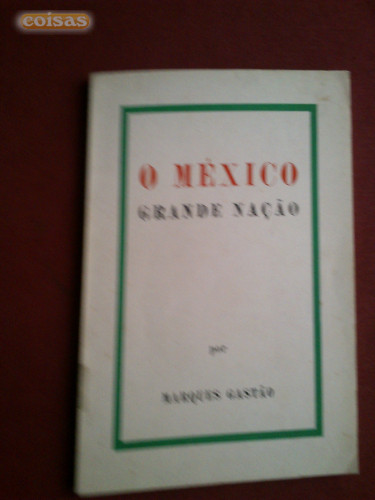 coisas
O MÉXICO
GRANDE NAÇÃO
por
MARQUES GASTÃO